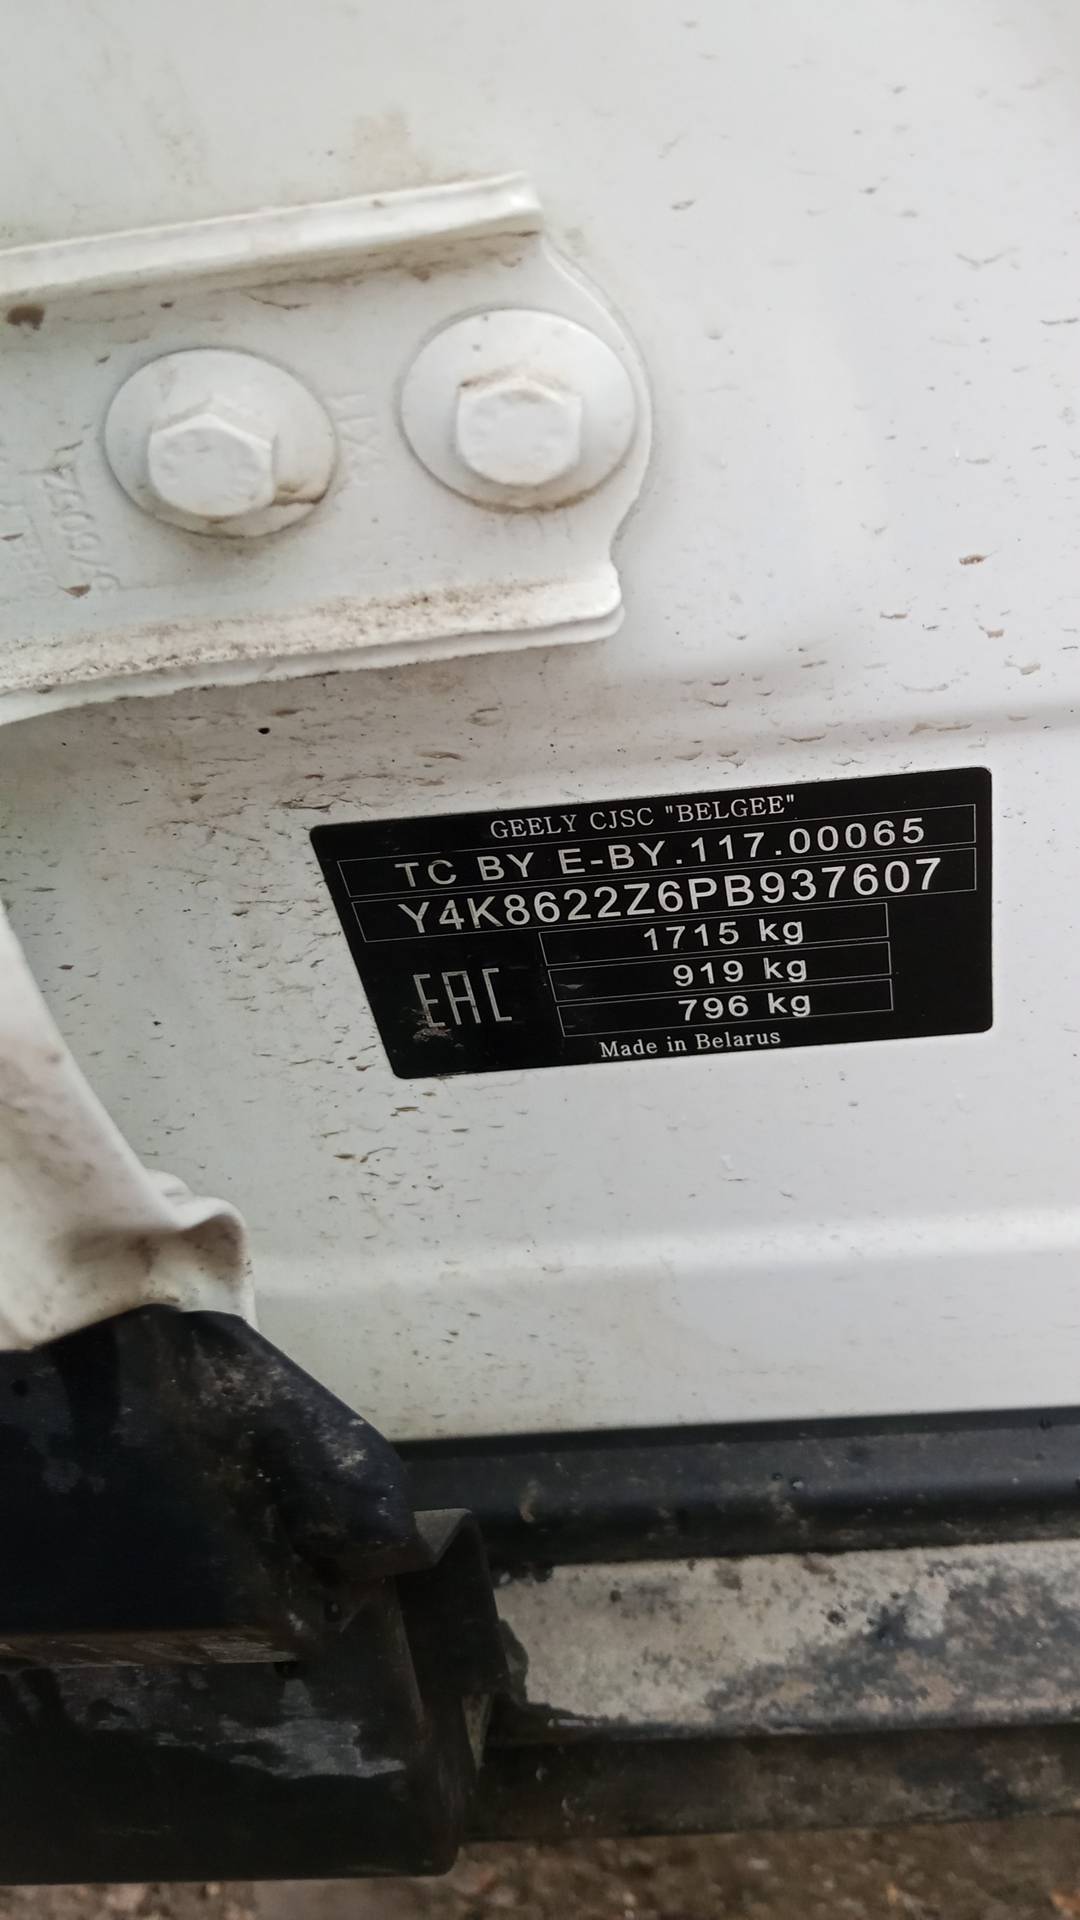 GEELY CJSC "BELGEE"
TC BY E-BY.117.00065
Y4K8622Z6PB937607
1715 kg
919 kg
796 kg
EAC
Made in Belarus